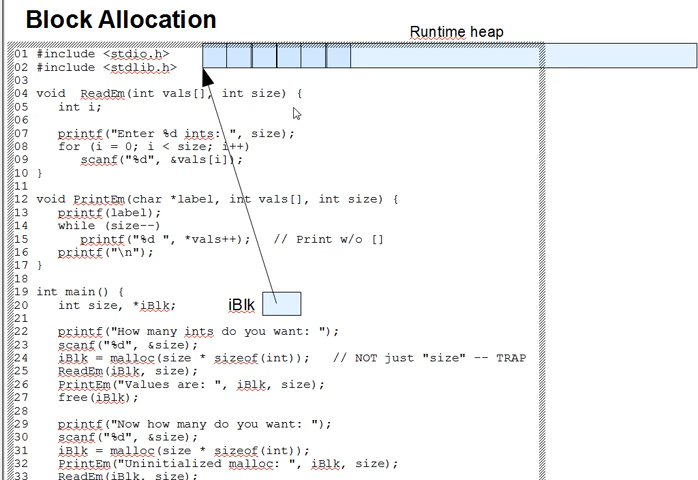 Block Allocation
Runtime heap
01 #include <stdio.h>
02 #include <stdlib.h>
03
04 void  ReadEm(int vals[], int size) {
05    int i;
06
07    printf("Enter %d ints: ", size);
08    for (i = 0; i < size; i++)
09       scanf("%d", &vals[i]);
10 }
11
12 void PrintEm(char *label, int vals[], int size) {
13    printf(label);
14    while (size--)
15       printf("%d ", *vals++);   // Print w/o []
16    printf("\n");
17 }
18
19 int main() {
20    int size, *iBlk;
iBlk
21
22    printf("How many ints do you want: ");
23    scanf("%d", &size);
24    iBlk = malloc(size * sizeof(int));   // NOT just "size" -- TRAP
25    ReadEm(iBlk, size);
26    PrintEm("Values are: ", iBlk, size);
27    free(iBlk);
28
29    printf("Now how many do you want: ");
30    scanf("%d", &size);
31    iBlk = malloc(size * sizeof(int));
32    PrintEm("Uninitialized malloc: ", iBlk, size);
33    ReadEm(iBlk, size);